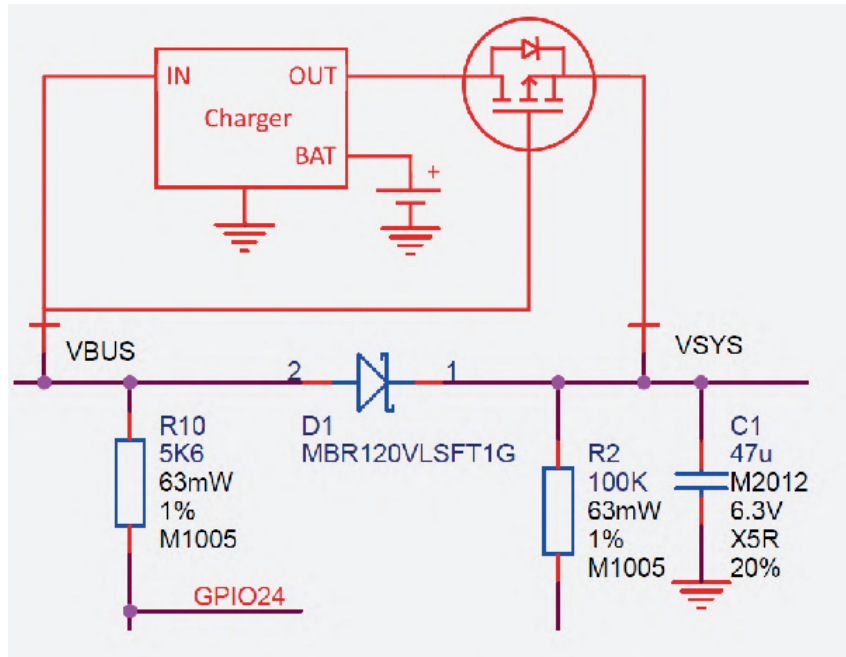 IN
OUT
Charger
BAT
+
VBUS
VSYS
2
1
R10
5K6
63mW
1%
M1005
D1
MBR120VLSFT1G
R2
100K
63mW
1%
M1005
C1
47u
M2012
6.3V
X5R
20%
GPIO24